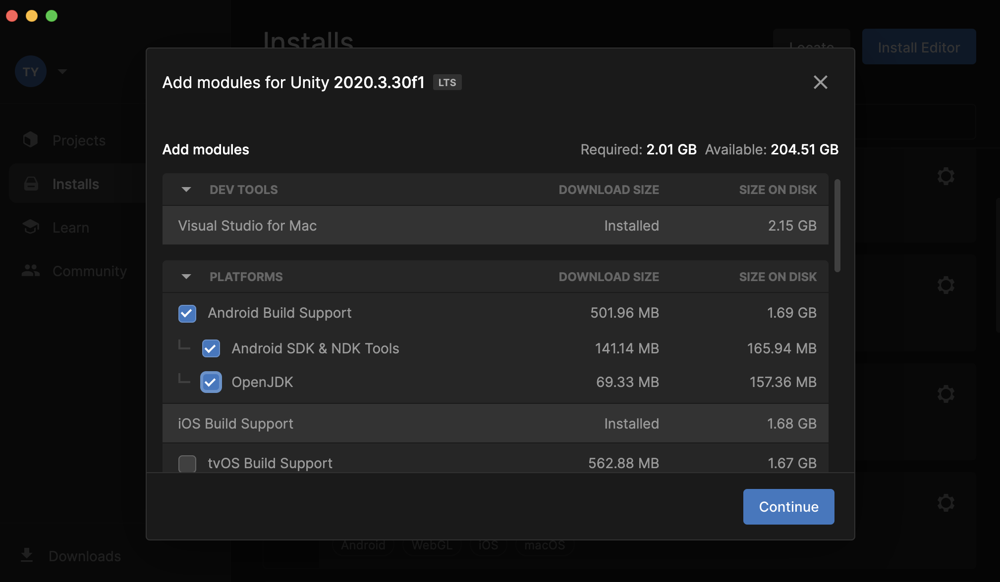 Installs
Locate
Install Editor
TY
Add modules for Unity 2020.3.30f1 LTS
Projects
Installs
Learn
Community
Add modules
Required: 2.01 GB Available: 204.51 GB
DEV TOOLS DOWNLOAD SIZE SIZE ON DISK
Visual Studio for Mac Installed 2.15 GB
PLATFORMS DOWNLOAD SIZE SIZE ON DISK
Android Build Support 501.96 MB 1.69 GB
Android SDK & NDK Tools 141.14 MB 165.94 MB
OpenJDK 69.33 MB 157.36 MB
iOS Build Support Installed 1.68 GB
tvOS Build Support 562.88 MB 1.67 GB
Continue
Android WebGL iOS macOS
Downloads